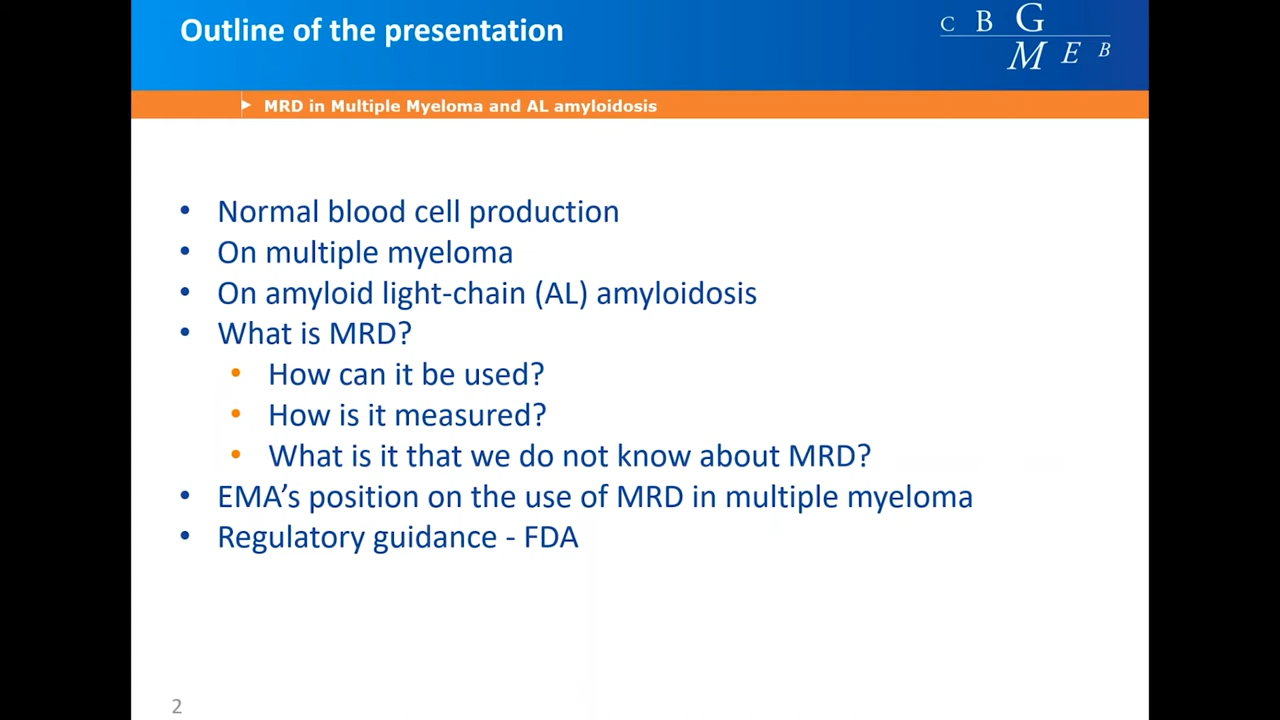 Outline of the presentation
C B G
M E B
MRD in Multiple Myeloma and AL amyloidosis
• Normal blood cell production
• On multiple myeloma
• On amyloid light-chain (AL) amyloidosis
• What is MRD?
• How can it be used?
• How is it measured?
• What is it that we do not know about MRD?
• EMA’s position on the use of MRD in multiple myeloma
• Regulatory guidance - FDA
2